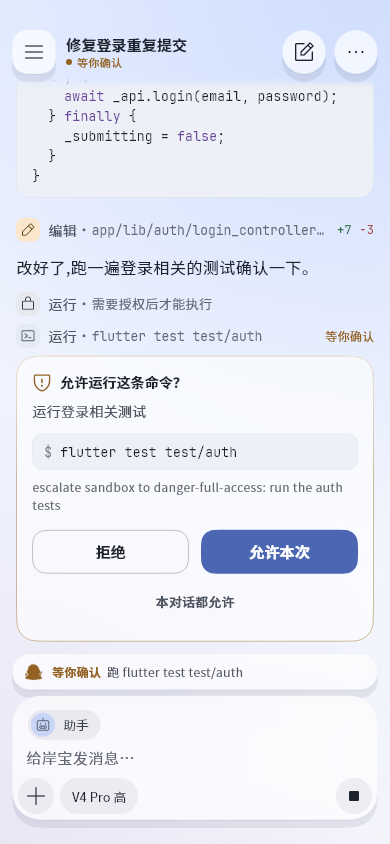 修复登录重复提交
等你确认
await _api.login(email, password);
} finally {
_submitting = false;
}
}
编辑 · app/lib/auth/login_controller… +7 -3
改好了,跑一遍登录相关的测试确认一下。
运行 · 需要授权后才能执行
运行 · flutter test test/auth 等你确认
允许运行这条命令?
运行登录相关测试
$ flutter test test/auth
escalate sandbox to danger-full-access: run the auth
tests
拒绝 允许本次
本对话都允许
等你确认 跑 flutter test test/auth
助手
给岸宝发消息…
V4 Pro 高